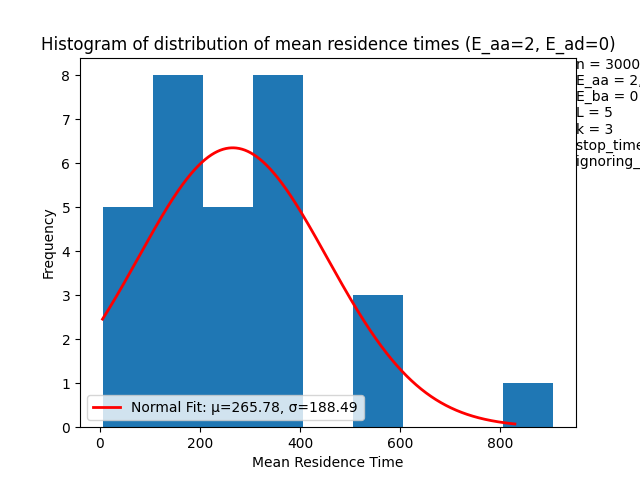 Histogram of distribution of mean residence times (E_aa=2, E_ad=0)
n = 3000
E_aa = 2,
E_ba = 0
L = 5
k = 3
stop_time
ignoring_
Frequency
8
7
6
5
4
3
2
1
0
Normal Fit: μ=265.78, σ=188.49
0 200 400 600 800
Mean Residence Time